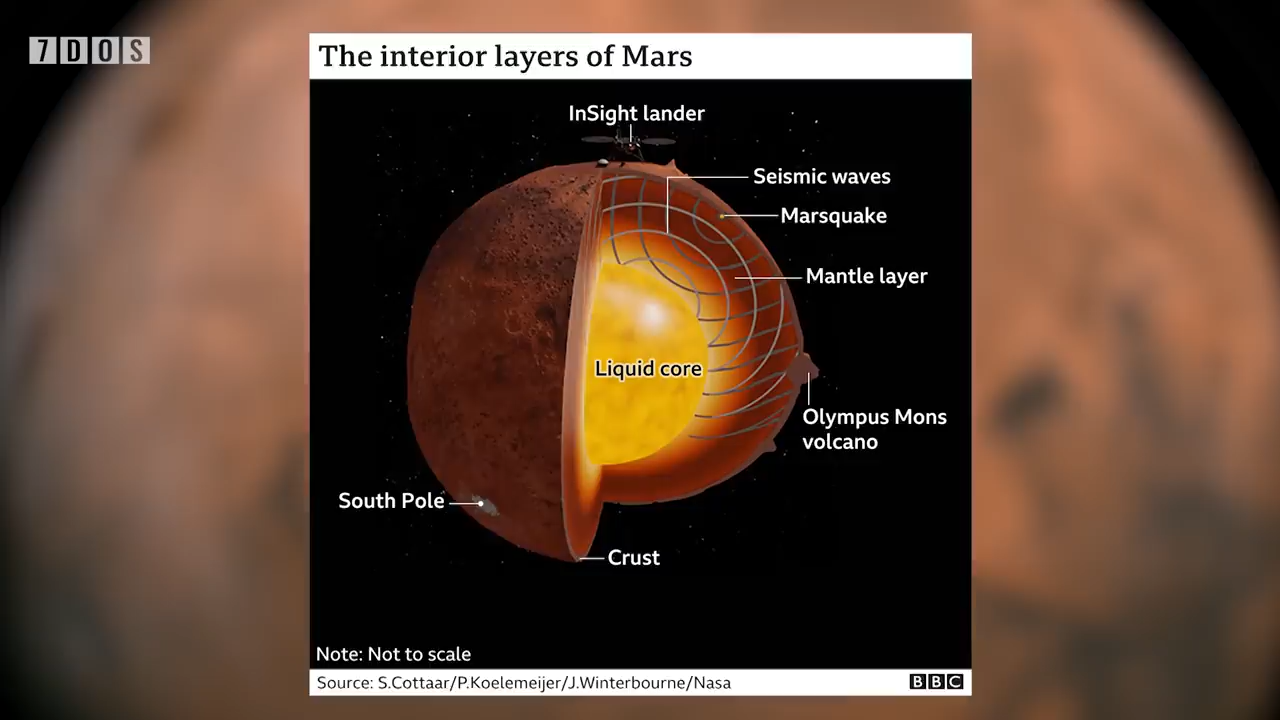 7DOS
The interior layers of Mars
InSight lander
Seismic waves
Marsquake
Mantle layer
Liquid core
Olympus Mons
volcano
South Pole
Crust
Note: Not to scale
Source: S.Cottaar/P.Koelemeijer/J.Winterbourne/Nasa
BBC